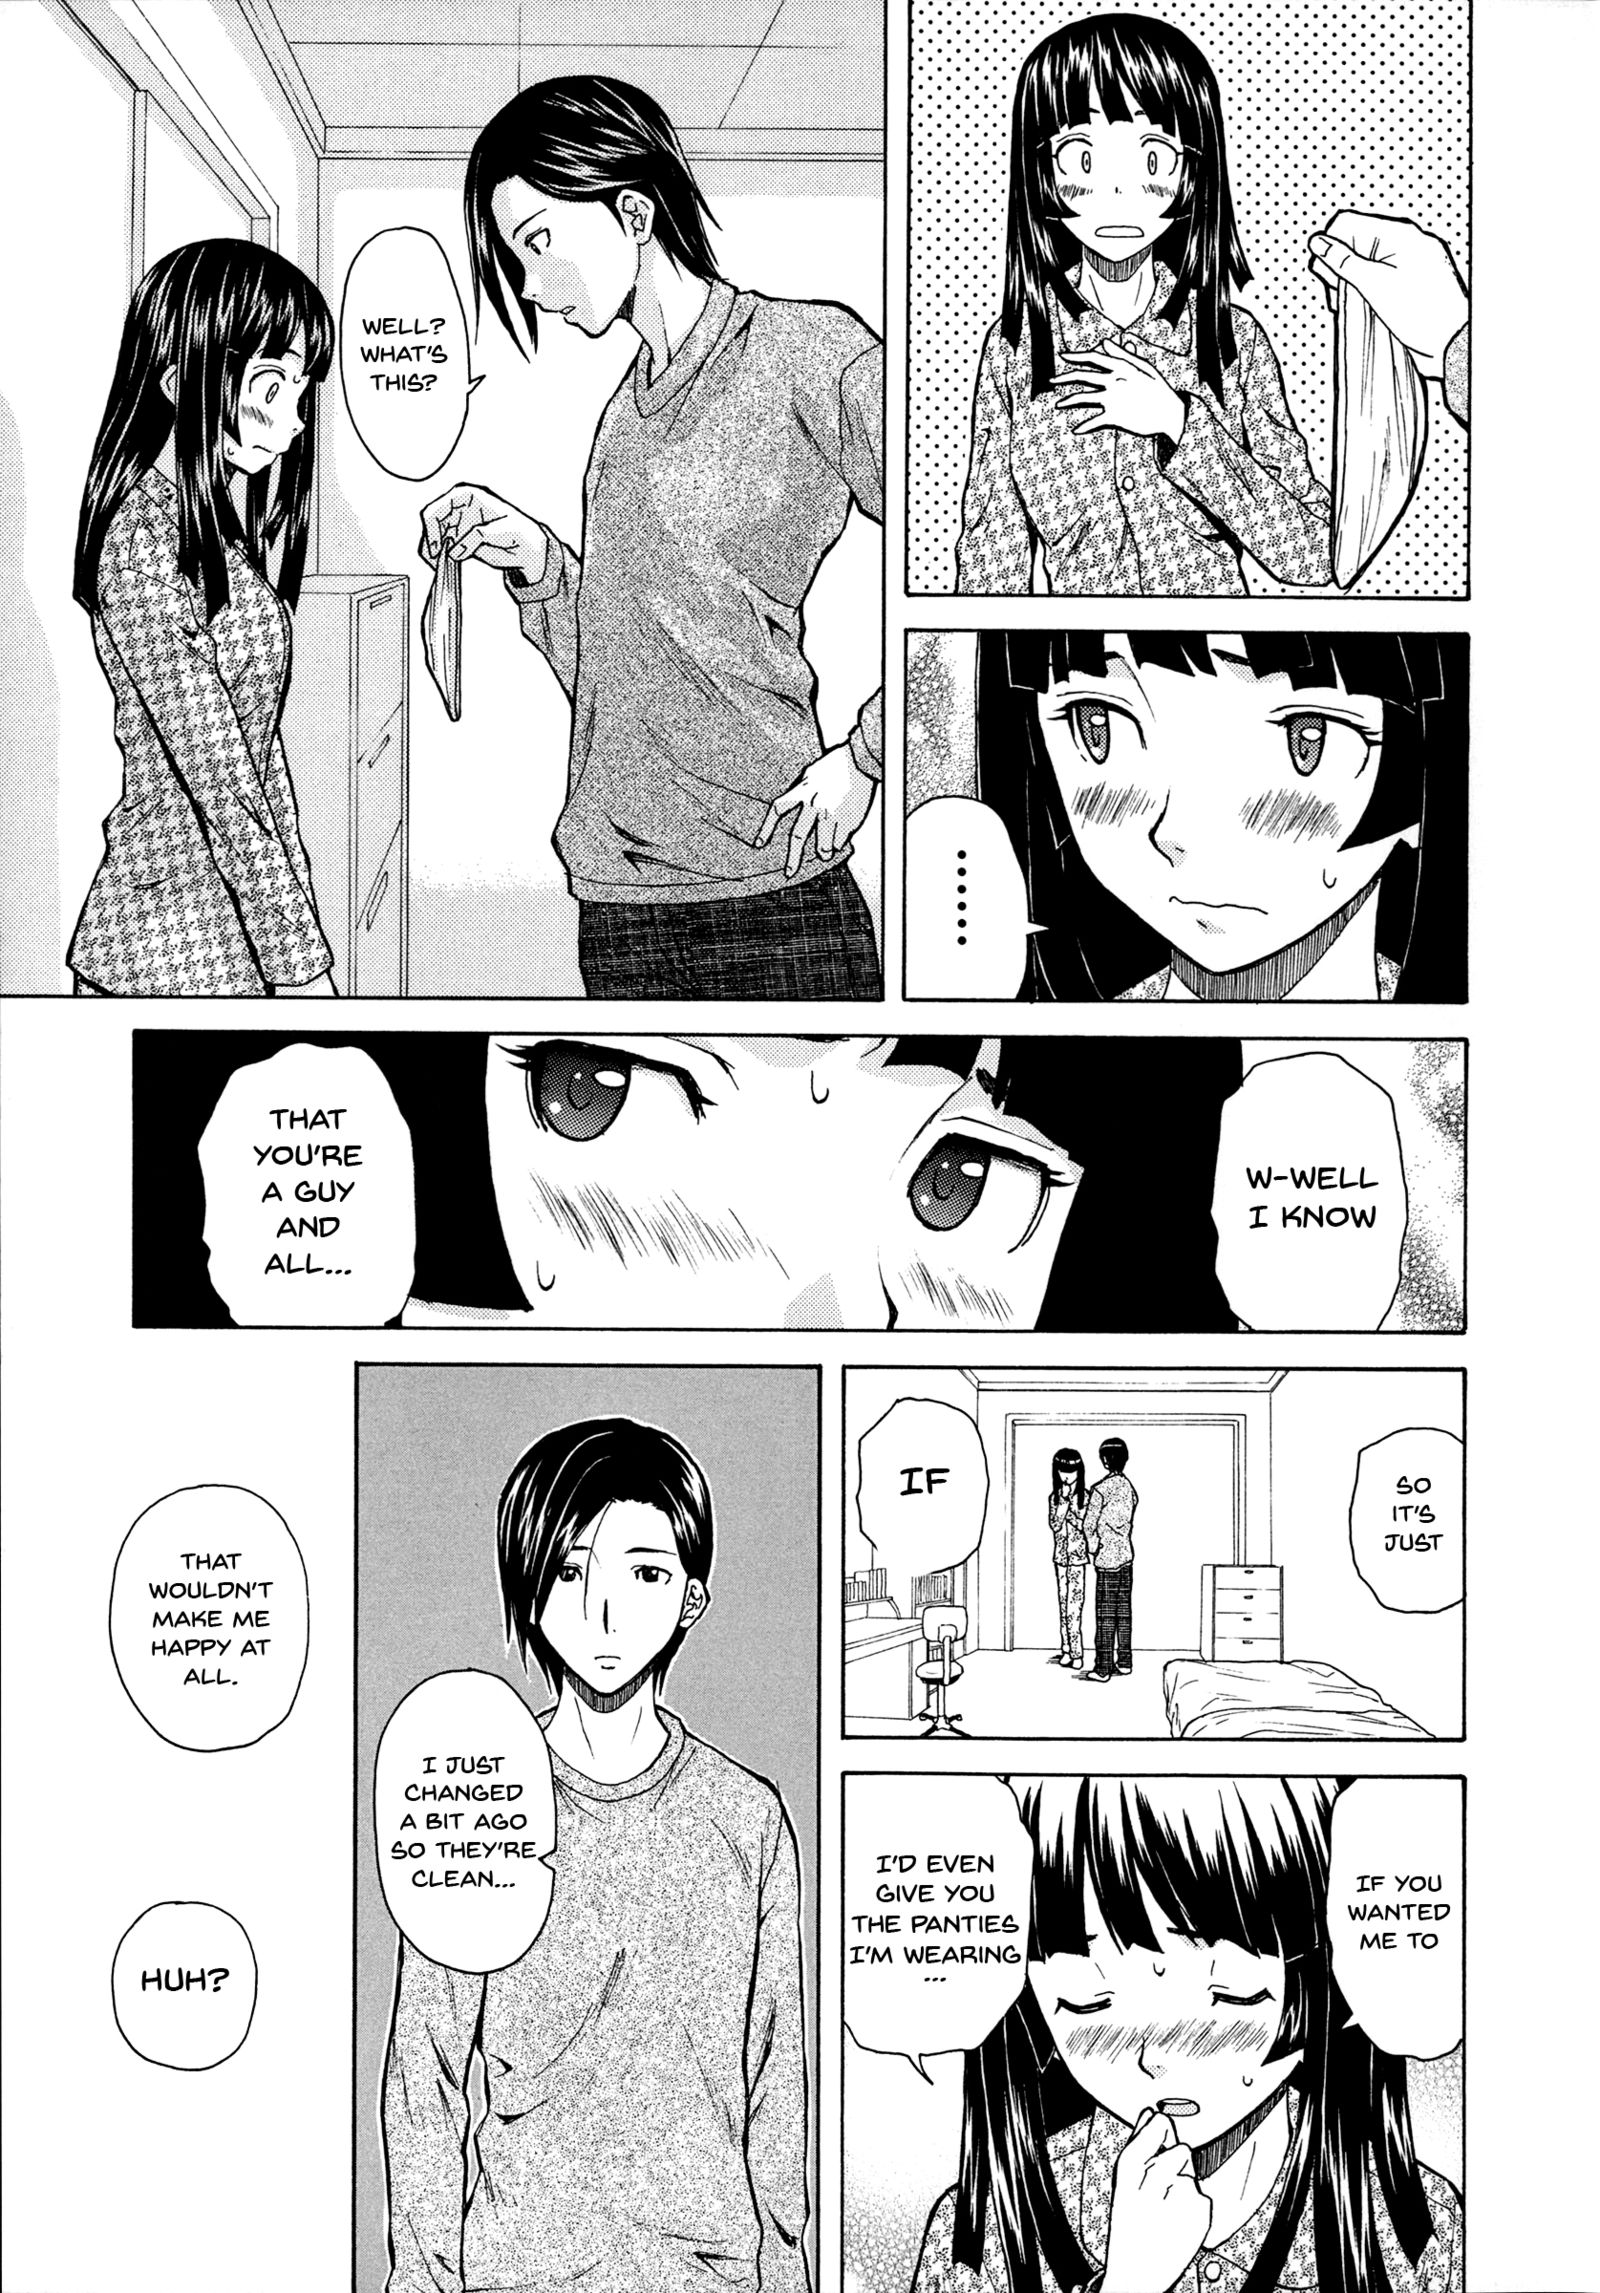 WELL?
WHAT'S
THIS?
W-WELL
I KNOW
THAT
YOU'RE
A GUY
AND
ALL...
SO
IT'S
JUST
IF
IF YOU
WANTED
ME TO
I'D EVEN
GIVE YOU
THE PANTIES
I'M WEARING
...
I JUST
CHANGED
A BIT AGO
SO THEY'RE
CLEAN...
THAT
WOULDN'T
MAKE ME
HAPPY AT
ALL.
HUH?